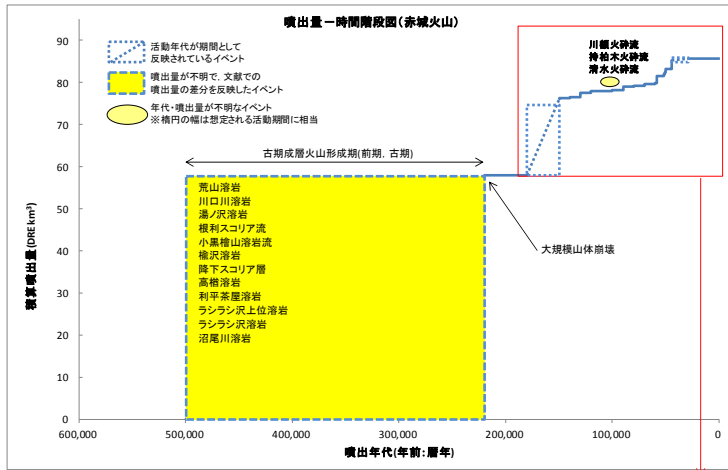 噴出量－時間階段図(赤城火山)
活動年代が期間として
反映されているイベント
噴出量が不明で、文献での
噴出量の差分を反映したイベント
年代・噴出量が不明なイベント
※楕円の幅は想定される活動期間に相当
川額火砕流
持柏木火砕流
清水火砕流
古期成層火山形成期(前期、古期)
荒山溶岩
川口川溶岩
湯ノ沢溶岩
根利スコリア流
小黒檜山溶岩流
楡沢溶岩
降下スコリア層
高楢溶岩
利平茶屋溶岩
ラシラシ沢上位溶岩
ラシラシ沢溶岩
沼尾川溶岩
大規模山体崩壊
積算噴出量(DRE km³)
90
80
70
60
50
40
30
20
10
0
600,000
500,000
400,000
300,000
200,000
100,000
0
噴出年代(年前:暦年)